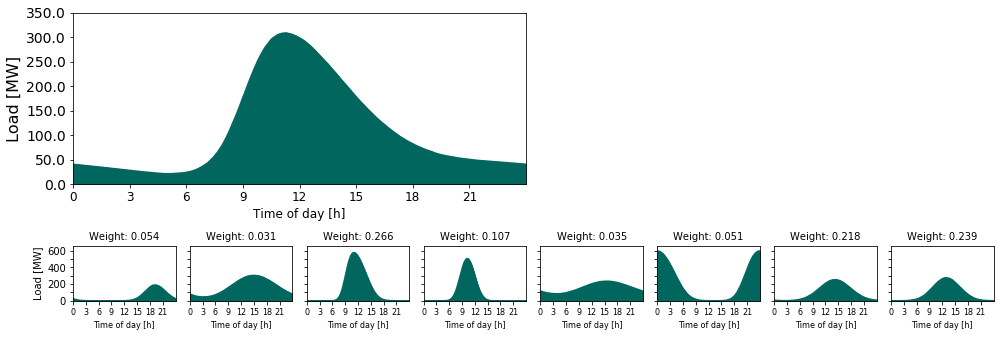 350.0
300.0
250.0
200.0
150.0
100.0
50.0
0.0
Load [MW]
0 3 6 9 12 15 18 21
Time of day [h]
Weight: 0.054 Weight: 0.031 Weight: 0.266 Weight: 0.107 Weight: 0.035 Weight: 0.051 Weight: 0.218 Weight: 0.239
600
400
200
0
Load [MW]
0 3 6 9 12 15 18 21 0 3 6 9 12 15 18 21 0 3 6 9 12 15 18 21 0 3 6 9 12 15 18 21 0 3 6 9 12 15 18 21 0 3 6 9 12 15 18 21 0 3 6 9 12 15 18 21 0 3 6 9 12 15 18 21
Time of day [h] Time of day [h] Time of day [h] Time of day [h] Time of day [h] Time of day [h] Time of day [h] Time of day [h]